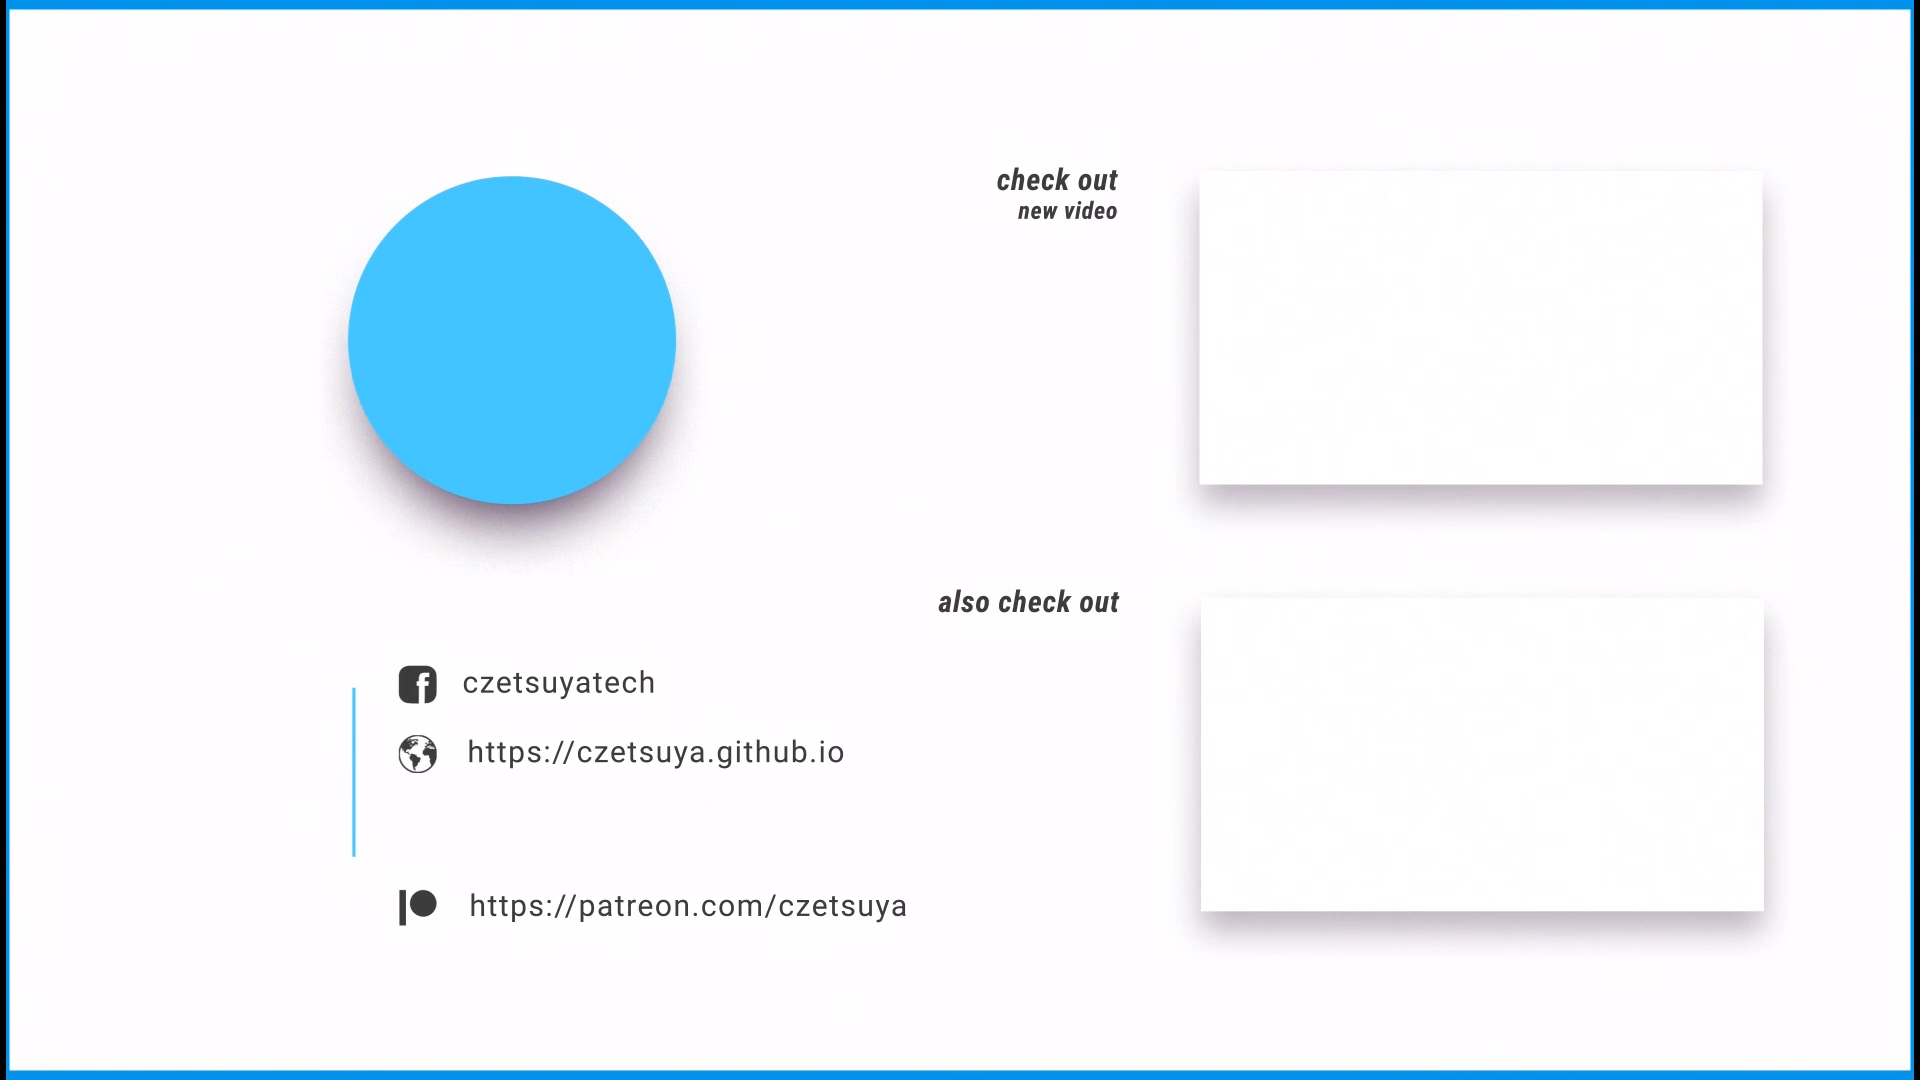 check out
new video
also check out
czetsuyatech
https://czetsuya.github.io
https://patreon.com/czetsuya